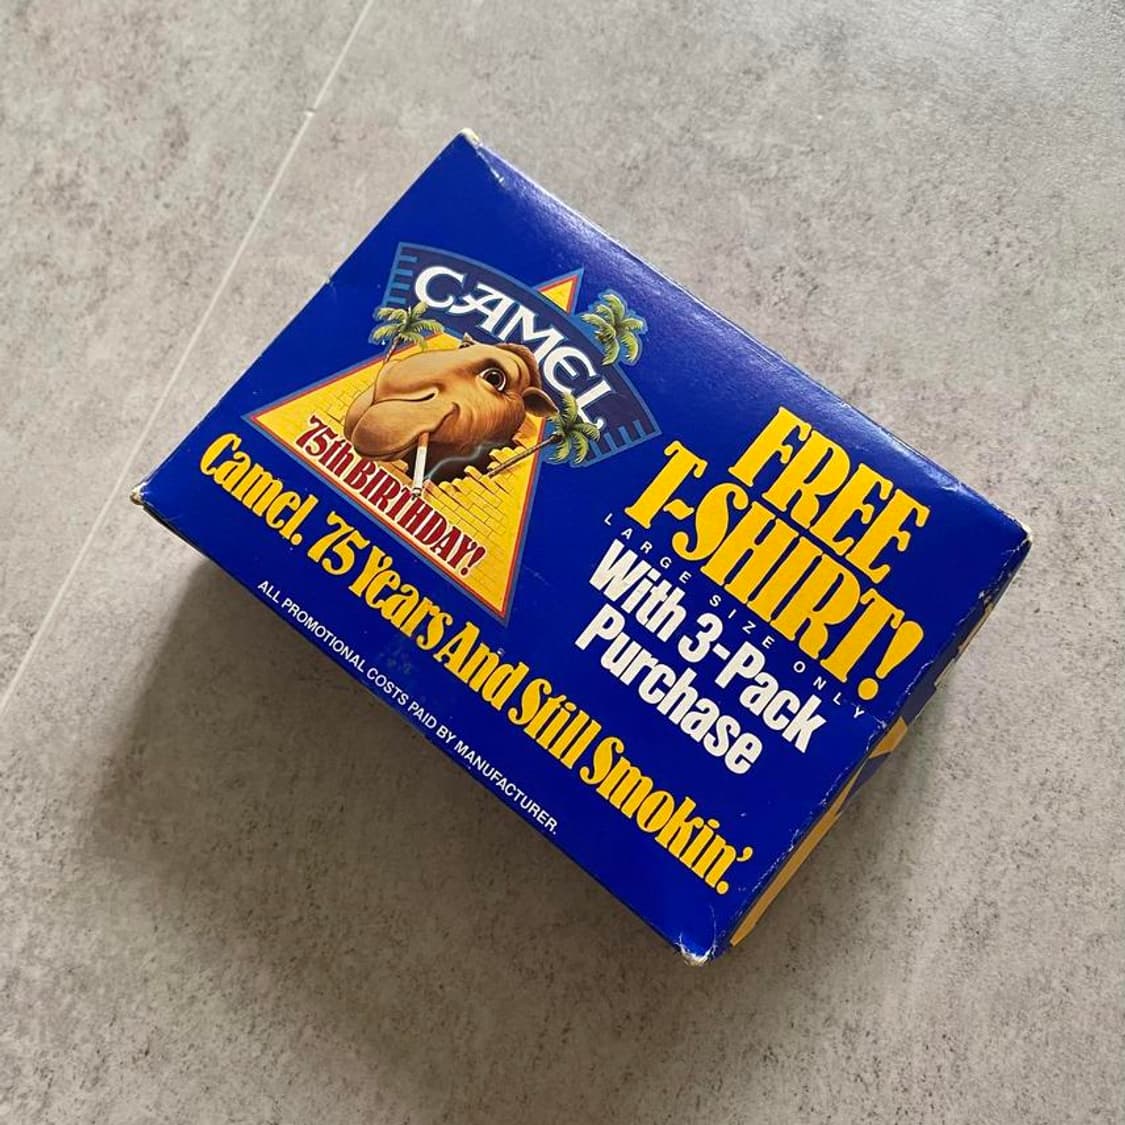 CAMEL
75th BIRTHDAY!
FREE
T-SHIRT!
LARGE SIZE ONLY
With 3-Pack
Purchase
Camel. 75 Years And Still Smokin'.
ALL PROMOTIONAL COSTS PAID BY MANUFACTURER.